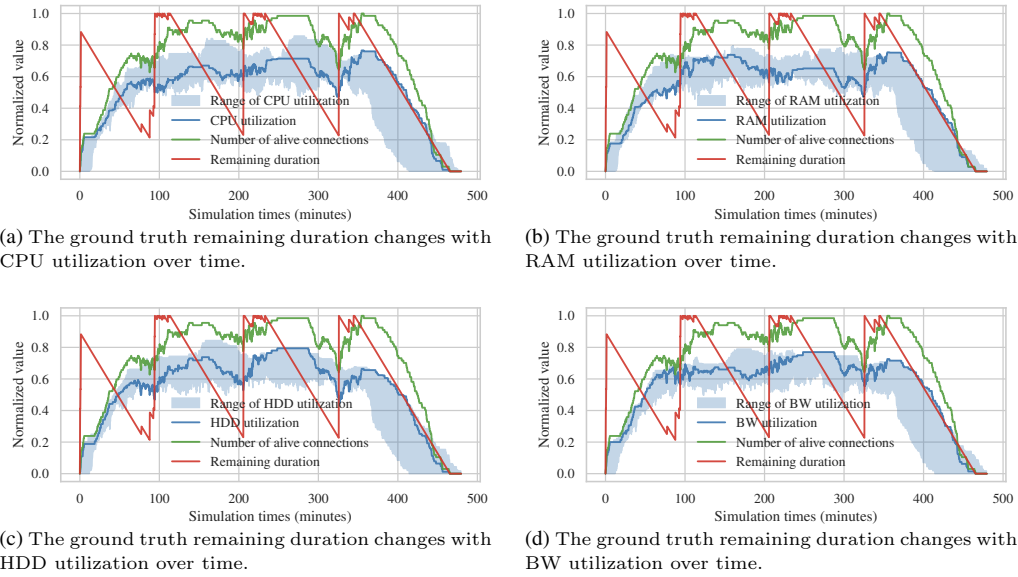 1.0
0.8
0.6
0.4
0.2
0.0
Normalized value
Range of CPU utilization
CPU utilization
Number of alive connections
Remaining duration
0 100 200 300 400 500
Simulation times (minutes)
(a) The ground truth remaining duration changes with
CPU utilization over time.
1.0
0.8
0.6
0.4
0.2
0.0
Normalized value
Range of RAM utilization
RAM utilization
Number of alive connections
Remaining duration
0 100 200 300 400 500
Simulation times (minutes)
(b) The ground truth remaining duration changes with
RAM utilization over time.
1.0
0.8
0.6
0.4
0.2
0.0
Normalized value
Range of HDD utilization
HDD utilization
Number of alive connections
Remaining duration
0 100 200 300 400 500
Simulation times (minutes)
(c) The ground truth remaining duration changes with
HDD utilization over time.
1.0
0.8
0.6
0.4
0.2
0.0
Normalized value
Range of BW utilization
BW utilization
Number of alive connections
Remaining duration
0 100 200 300 400 500
Simulation times (minutes)
(d) The ground truth remaining duration changes with
BW utilization over time.